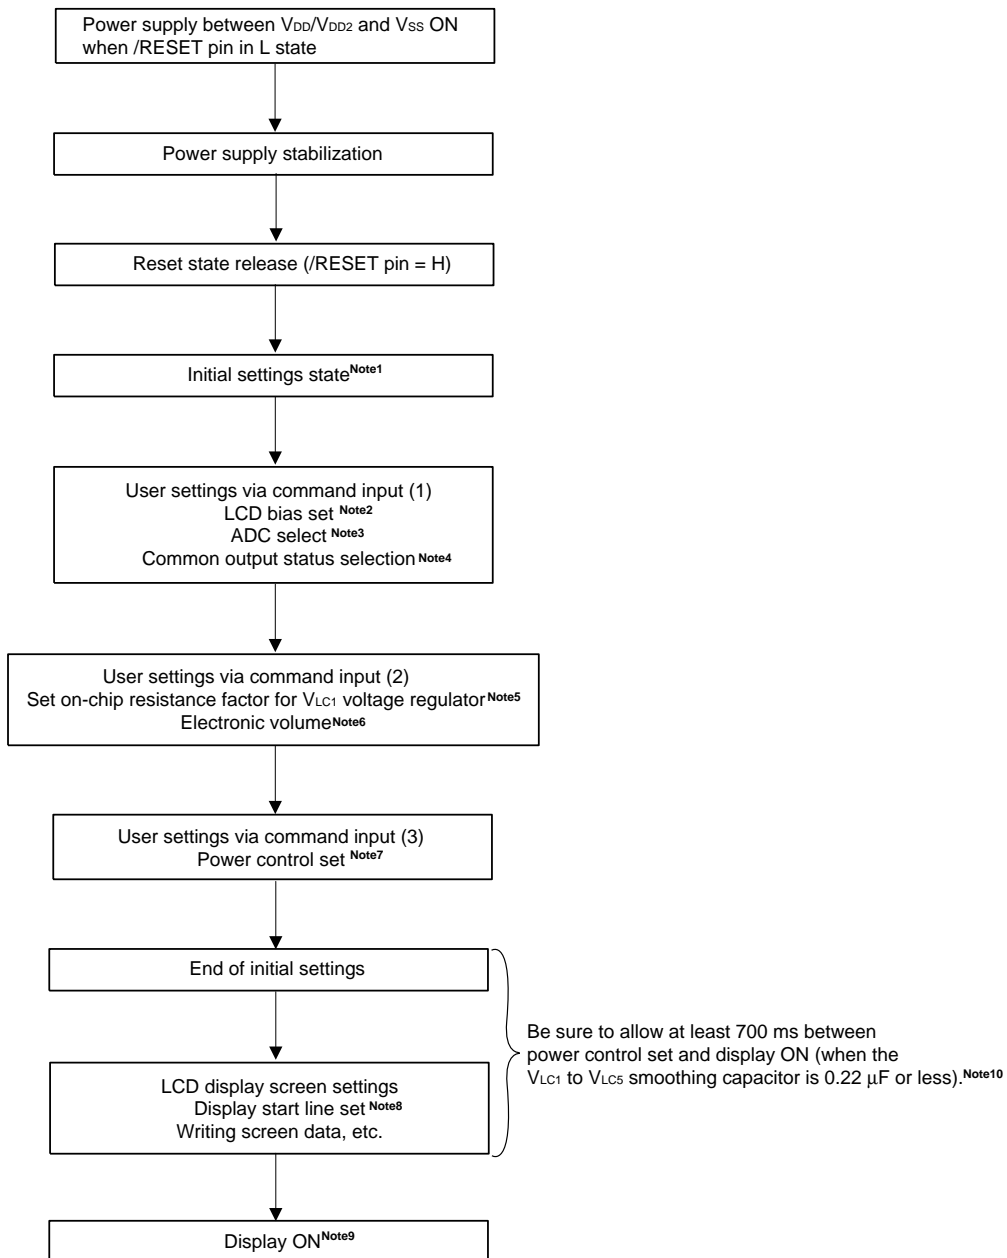 Power supply between VDD/VDD2 and VSS ON
when /RESET pin in L state
Power supply stabilization
Reset state release (/RESET pin = H)
Initial settings stateNote1
User settings via command input (1)
LCD bias set Note2
ADC select Note3
Common output status selection Note4
User settings via command input (2)
Set on-chip resistance factor for VLC1 voltage regulatorNote5
Electronic volumeNote6
User settings via command input (3)
Power control set Note7
End of initial settings
Be sure to allow at least 700 ms between
power control set and display ON (when the
VLC1 to VLC5 smoothing capacitor is 0.22 μF or less).Note10
LCD display screen settings
Display start line set Note8
Writing screen data, etc.
Display ONNote9